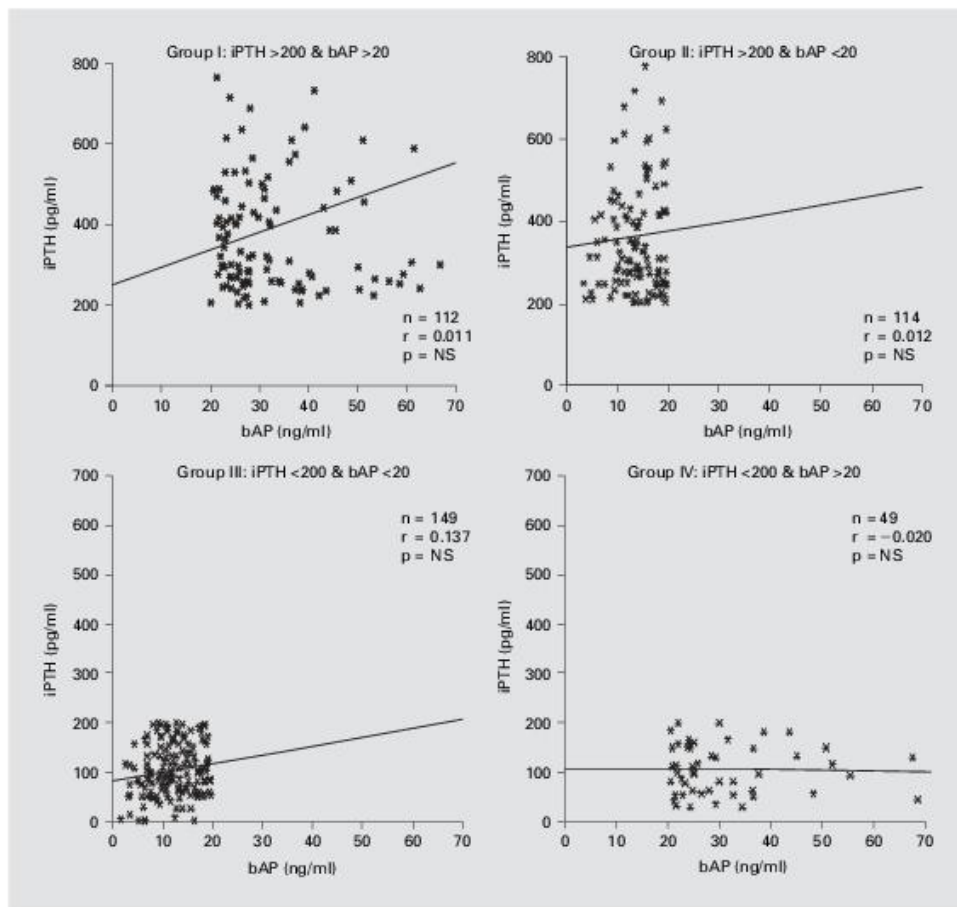 Group I: iPTH >200 & bAP >20
800
600
400
200
0
iPTH (pg/ml)
n = 112
r = 0.011
p = NS
0 10 20 30 40 50 60 70
bAP (ng/ml)
Group II: iPTH >200 & bAP <20
800
600
400
200
0
iPTH (pg/ml)
n = 114
r = 0.012
p = NS
0 10 20 30 40 50 60 70
bAP (ng/ml)
Group III: iPTH <200 & bAP <20
700
600
500
400
300
200
100
0
iPTH (pg/ml)
n = 149
r = 0.137
p = NS
0 10 20 30 40 50 60 70
bAP (ng/ml)
Group IV: iPTH <200 & bAP >20
700
600
500
400
300
200
100
0
iPTH (pg/ml)
n = 49
r = −0.020
p = NS
0 10 20 30 40 50 60 70
bAP (ng/ml)